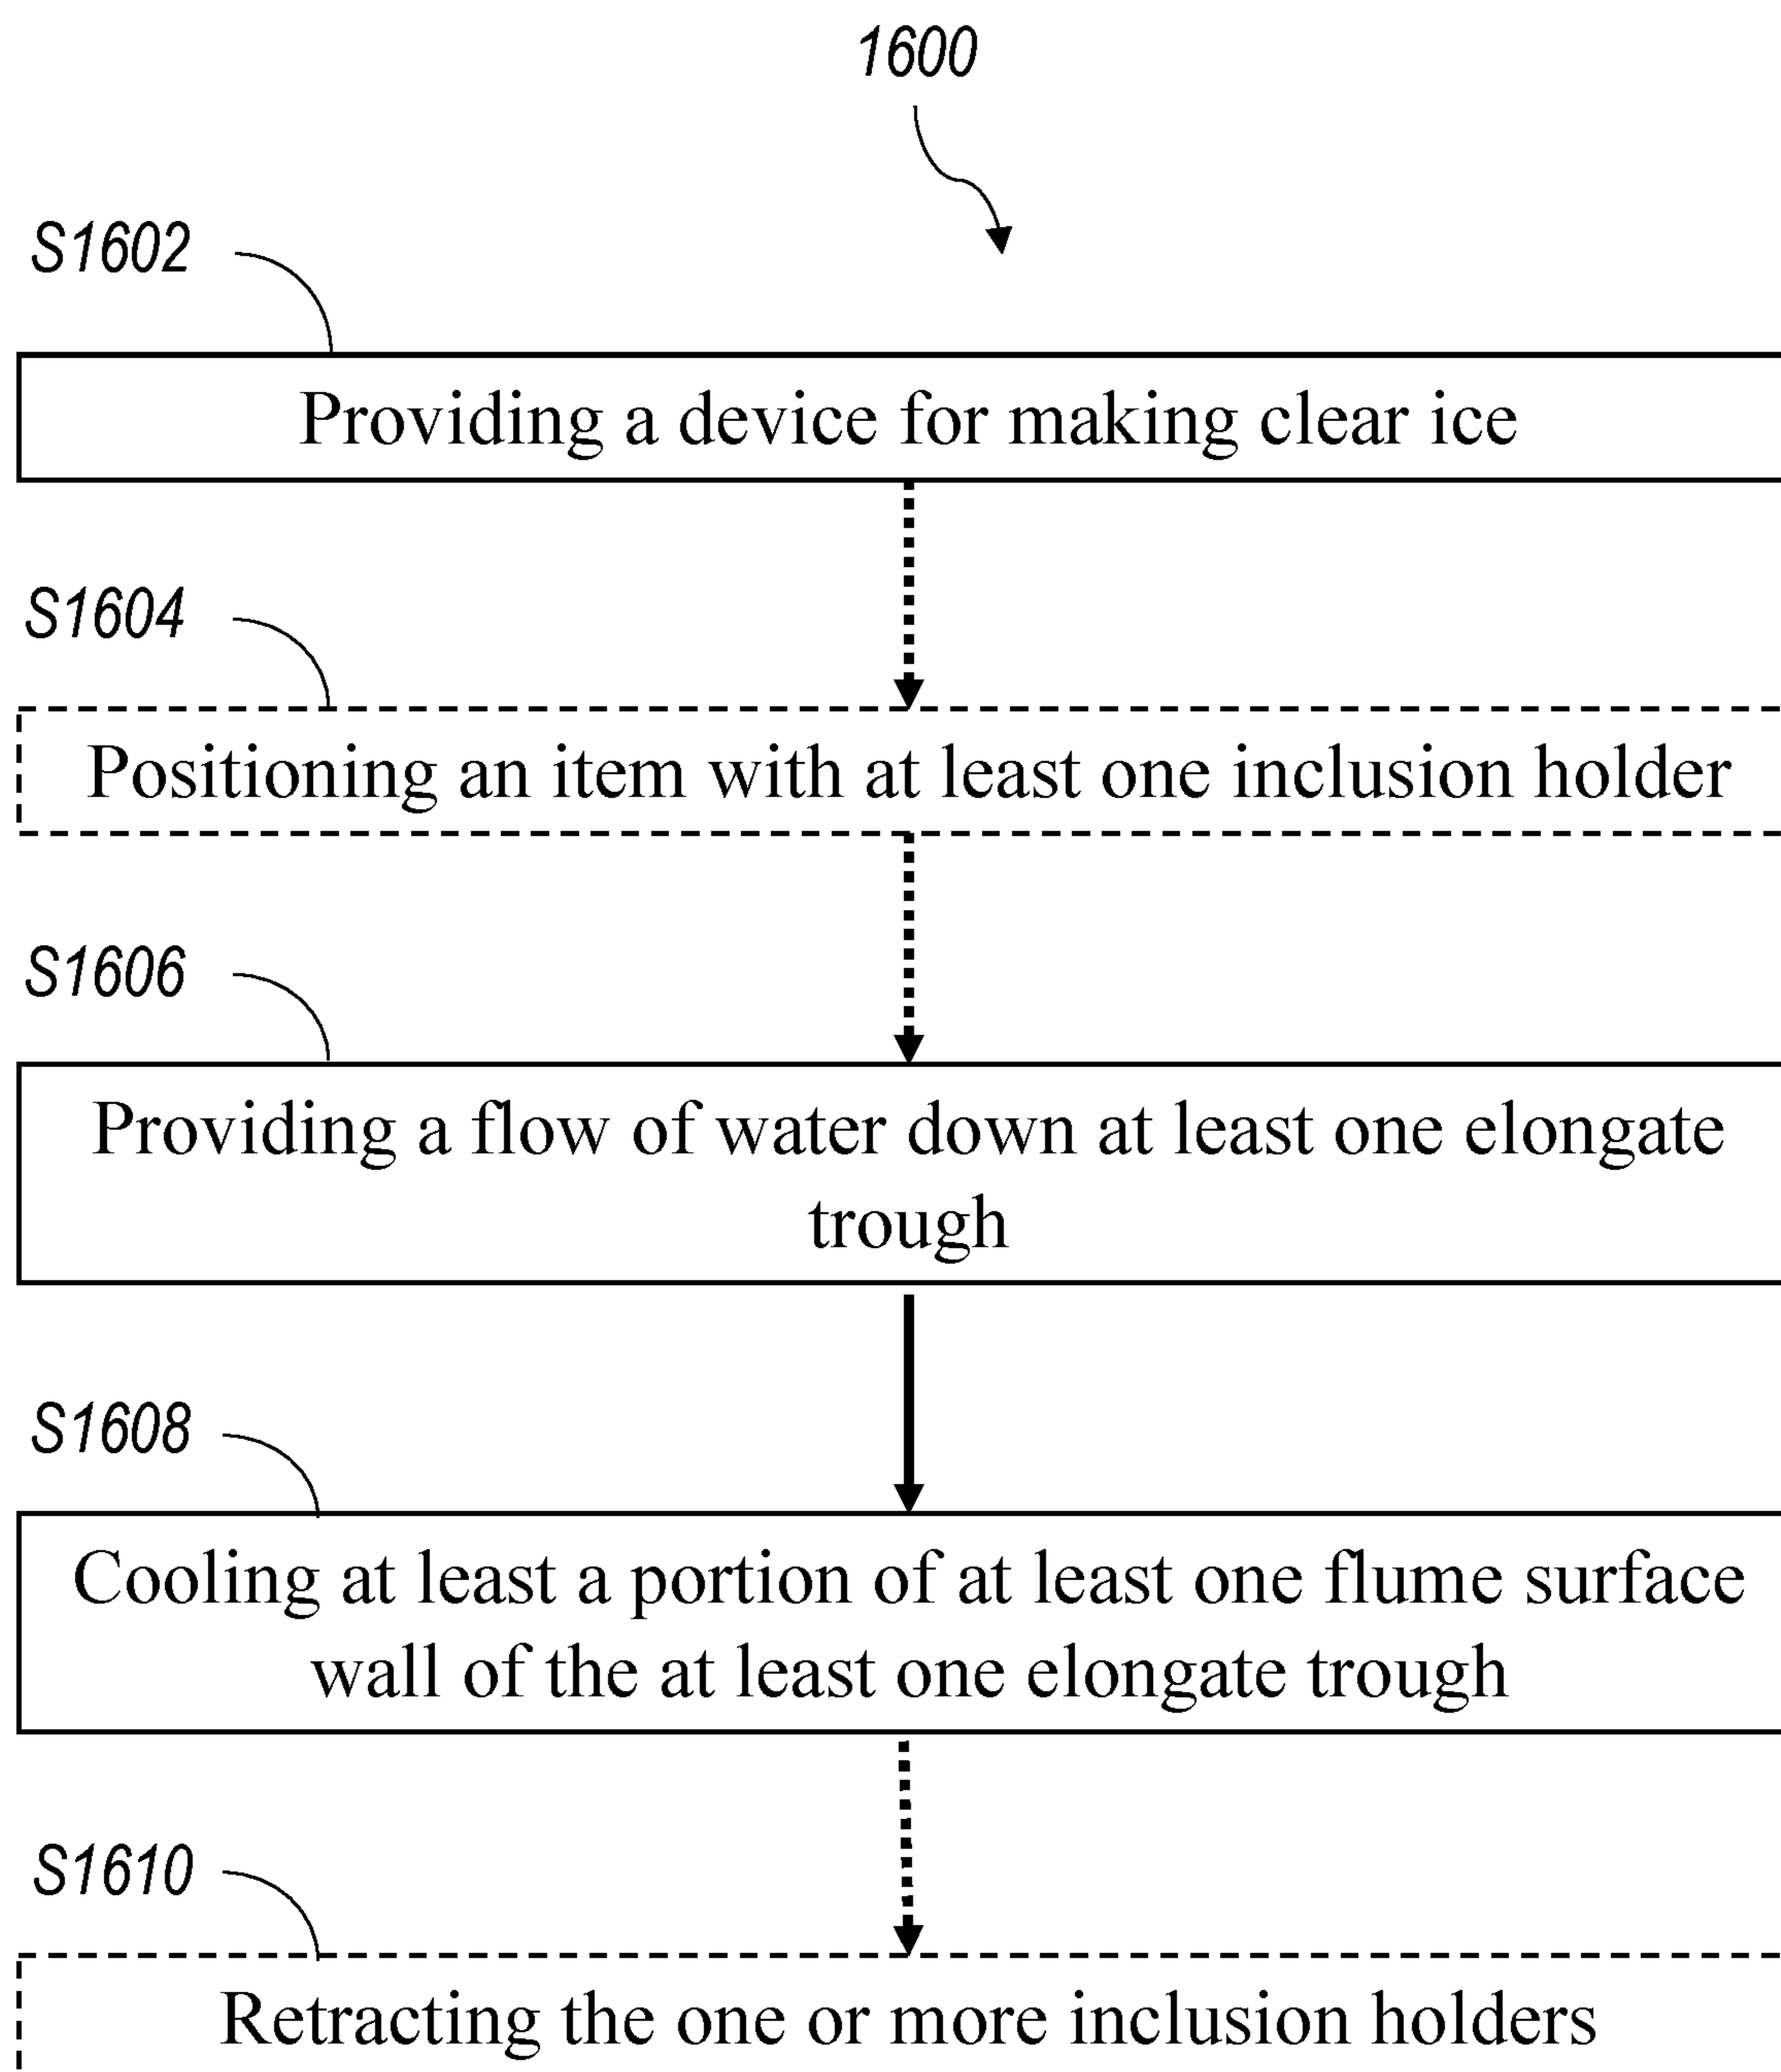 1600
S1602
Providing a device for making clear ice
S1604
Positioning an item with at least one inclusion holder
S1606
Providing a flow of water down at least one elongate
trough
S1608
Cooling at least a portion of at least one flume surface
wall of the at least one elongate trough
S1610
Retracting the one or more inclusion holders